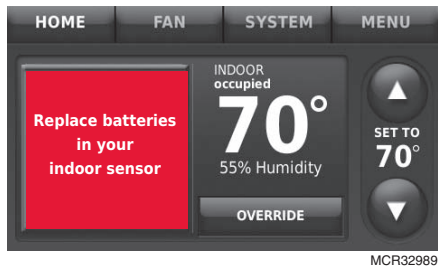 HOME FAN SYSTEM MENU
Replace batteries
in your
indoor sensor
INDOOR
occupied
70°
55% Humidity
OVERRIDE
SET TO
70°
MCR32989